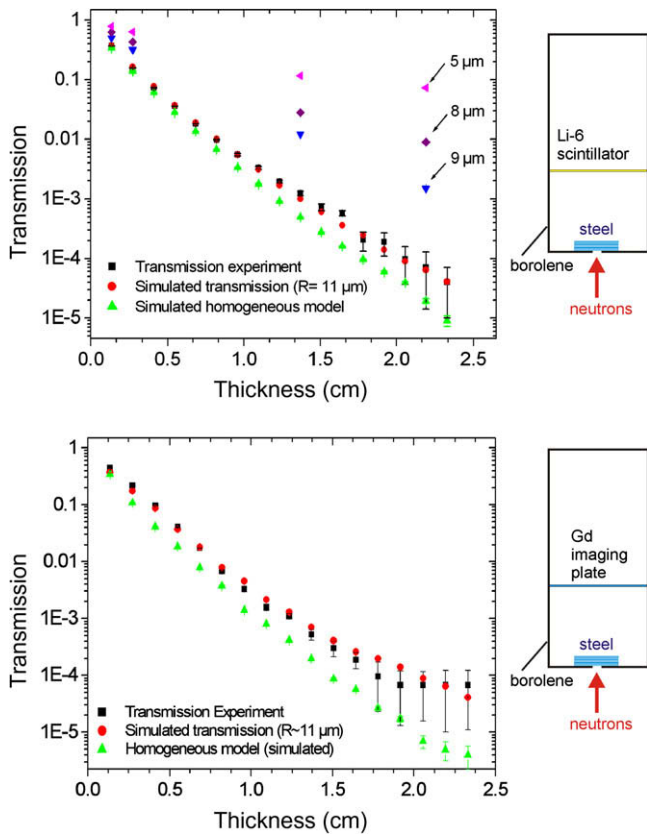 1
0.1
0.01
1E-3
1E-4
1E-5
Transmission
5 µm
8 µm
9 µm
Transmission experiment
Simulated transmission (R= 11 µm)
Simulated homogeneous model
0.0 0.5 1.0 1.5 2.0 2.5
Thickness (cm)
Li-6
scintillator
steel
borolene
neutrons
1
0.1
0.01
1E-3
1E-4
1E-5
Transmission
Transmission Experiment
Simulated transmission (R~11 µm)
Homogeneous model (simulated)
0.0 0.5 1.0 1.5 2.0 2.5
Thickness (cm)
Gd
imaging
plate
steel
borolene
neutrons